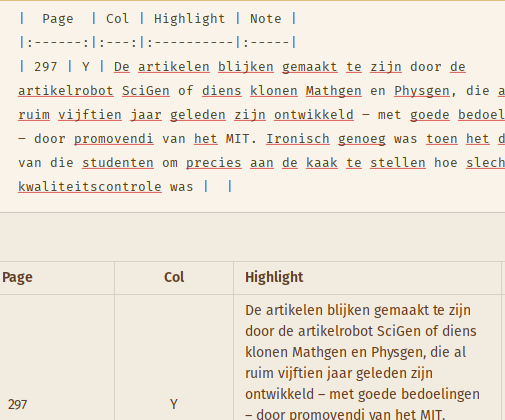 |  Page  | Col | Highlight | Note |
|:------:|:---:|:----------|:-----|
| 297 | Y | De artikelen blijken gemaakt te zijn door de
artikelrobot SciGen of diens klonen Mathgen en Physgen, die
ruim vijftien jaar geleden zijn ontwikkeld – met goede
– door promovendi van het MIT. Ironisch genoeg was toen het
van die studenten om precies aan de kaak te stellen hoe
kwaliteitscontrole was |  |
Page Col Highlight
De artikelen blijken gemaakt te zijn
door de artikelrobot SciGen of diens
klonen Mathgen en Physgen, die al
ruim vijftien jaar geleden zijn
ontwikkeld – met goede bedoelingen
297 Y – door promovendi van het MIT.